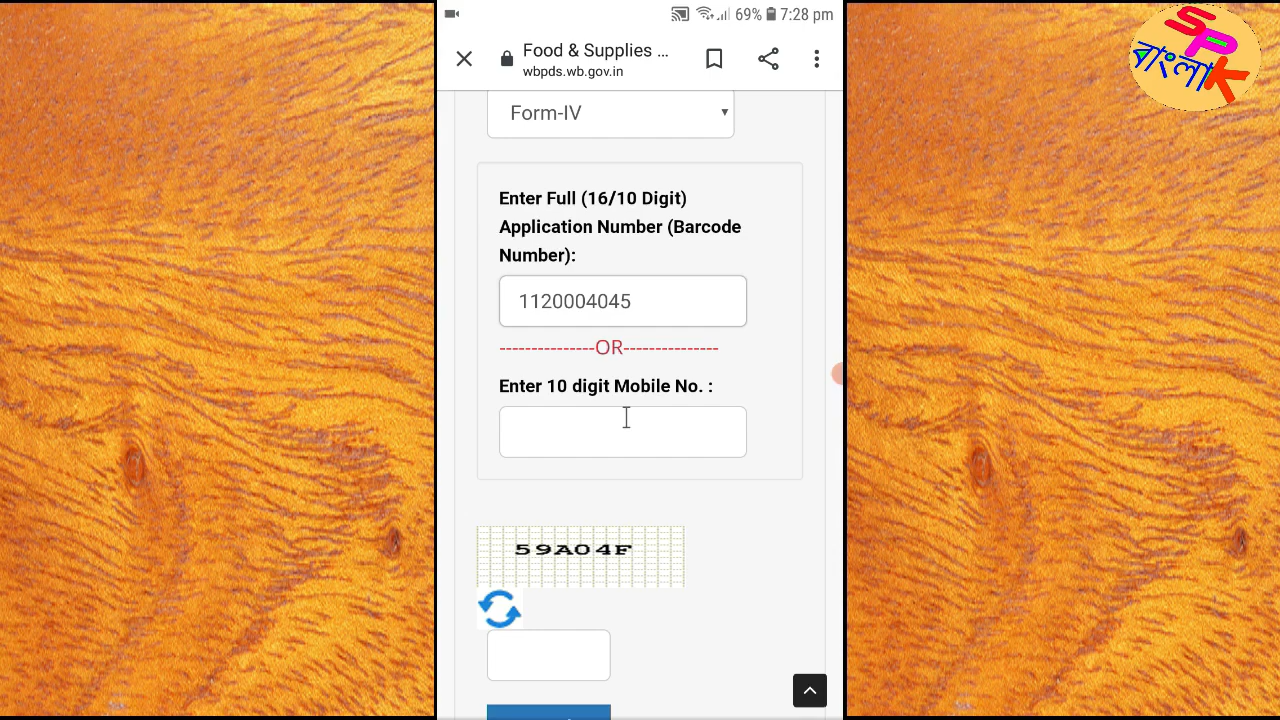 69% 7:28 pm
SPK
বাংলা
Food & Supplies ...
wbpds.wb.gov.in
Form-IV
Enter Full (16/10 Digit)
Application Number (Barcode
Number):
1120004045
---------------OR---------------
Enter 10 digit Mobile No. :
59A04F